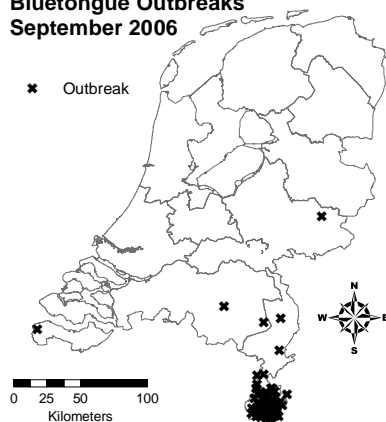 Bluetongue Outbreaks
September 2006
Outbreak
N
W E
S
0 25 50 100
Kilometers